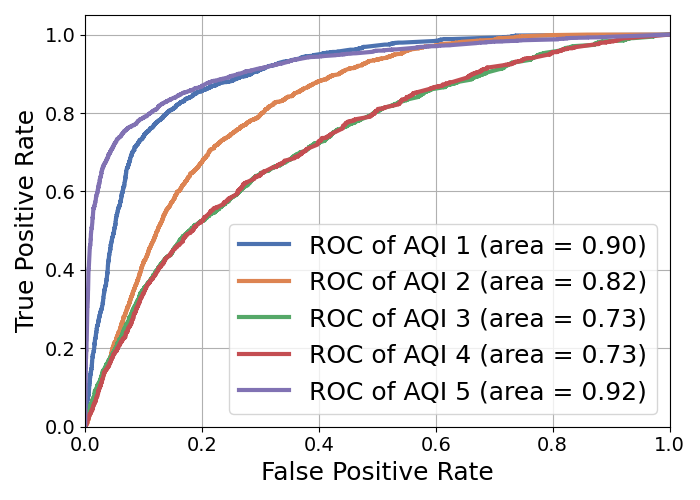 1.0
0.8
0.6
0.4
0.2
0.0
True Positive Rate
ROC of AQI 1 (area = 0.90)
ROC of AQI 2 (area = 0.82)
ROC of AQI 3 (area = 0.73)
ROC of AQI 4 (area = 0.73)
ROC of AQI 5 (area = 0.92)
0.0 0.2 0.4 0.6 0.8 1.0
False Positive Rate